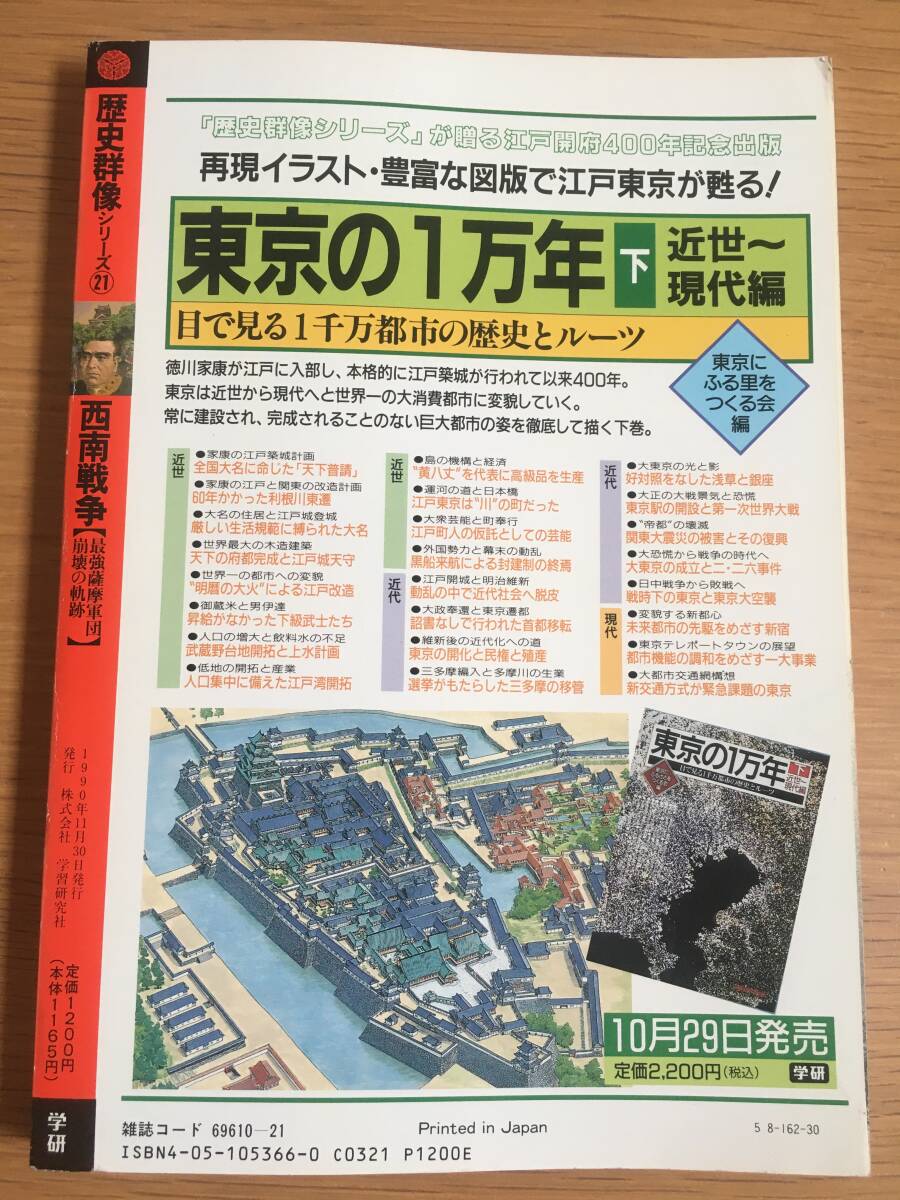 歴史群像シリーズ㉑
西南戦争
【最強薩摩軍団
崩壊の軌跡】
1990年11月30日発行
発行 株式会社 学習研究社
定価1200円
(本体1165円)
学研
「歴史群像シリーズ」が贈る江戸開府400年記念出版
再現イラスト・豊富な図版で江戸東京が甦る!
東京の1万年 下 近世〜
現代編
目で見る1千万都市の歴史とルーツ
東京に
ふる里を
つくる会
編
徳川家康が江戸に入部し、本格的に江戸築城が行われて以来400年。
東京は近世から現代へと世界一の大消費都市に変貌していく。
常に建設され、完成されることのない巨大都市の姿を徹底して描く下巻。
近世
●家康の江戸築城計画
全国大名に命じた「天下普請」
●家康の江戸と関東の改造計画
60年かかった利根川東遷
●大名の住居と江戸城登城
厳しい生活規範に縛られた大名
●世界最大の木造建築
天下の府都完成と江戸城天守
●世界一の都市への変貌
"明暦の大火"による江戸改造
●御蔵米と男伊達
昇給がなかった下級武士たち
●人口の増大と飲料水の不足
武蔵野台地開拓と上水計画
●低地の開拓と産業
人口集中に備えた江戸湾開拓
近世
●島の機構と経済
"黄八丈"を代表に高級品を生産
●運河の道と日本橋
江戸東京は"川"の町だった
●大衆芸能と町奉行
江戸町人の仮託としての芸能
●外国勢力と幕末の動乱
黒船来航による封建制の終焉
近代
●江戸開城と明治維新
動乱の中で近代社会へ脱皮
●大政奉還と東京遷都
詔書なしで行われた首都移転
●維新後の近代化への道
東京の開化と民権と殖産
●三多摩編入と多摩川の生業
選挙がもたらした三多摩の移管
近代
●大東京の光と影
好対照をなした浅草と銀座
●大正の大戦景気と恐慌
東京駅の開設と第一次世界大戦
●"帝都"の壊滅
関東大震災の被害とその復興
●大恐慌から戦争の時代へ
大東京の成立と二・二六事件
●日中戦争から敗戦へ
戦時下の東京と東京大空襲
現代
●変貌する新都心
未来都市の先駆をめざす新宿
●東京テレポートタウンの展望
都市機能の調和をめざす一大事業
●大都市交通網構想
新交通方式が緊急課題の東京
東京の1万年 下 近世〜
現代編
目で見る1千万都市の歴史とルーツ
10月29日発売
定価2,200円(税込) 学研
雑誌コード 69610—21
Printed in Japan
5 8-162-30
ISBN4-05-105366-0 C0321 P1200E